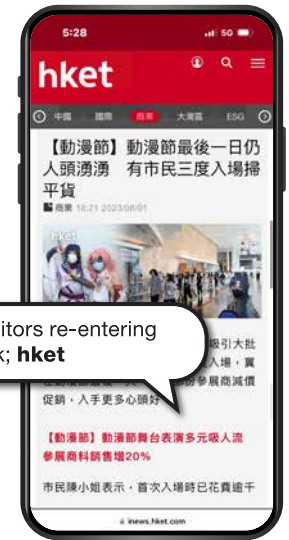 5:28
5G
hket
中國 國際 商業 大灣區 ESG
【動漫節】動漫節最後一日仍
人頭湧湧 有市民三度入場掃
平貨
商業 18:21 2023/08/01
hket
itors re-entering
k; hket
吸引大批
入場，冀
參展商減價
促銷，入手更多心頭好
【動漫節】動漫節舞台表演多元吸人流
參展商料銷售增20%
市民陳小姐表示，首次入場時已花費逾千
inews.hket.com